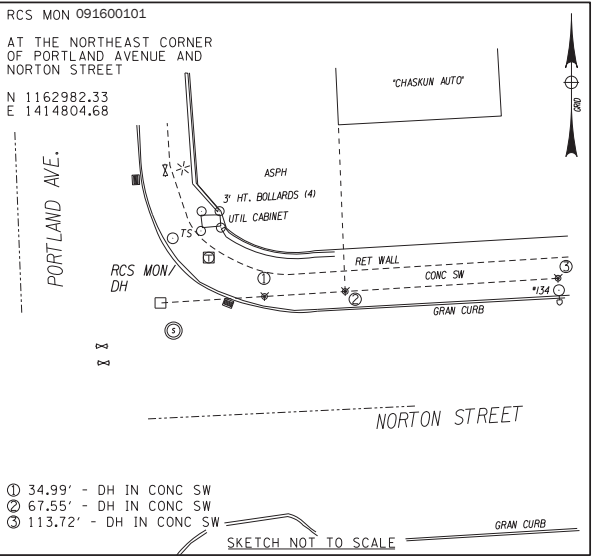 RCS MON 091600101
AT THE NORTHEAST CORNER
OF PORTLAND AVENUE AND
NORTON STREET
N 1162982.33
E 1414804.68
"CHASKUN AUTO"
GRID
PORTLAND AVE.
ASPH
3' HT. BOLLARDS (4)
UTIL CABINET
TS
T
RCS MON/
DH
RET WALL
CONC SW
1
2
3
#134
GRAN CURB
S
NORTON STREET
① 34.99' - DH IN CONC SW
② 67.55' - DH IN CONC SW
③ 113.72' - DH IN CONC SW
SKETCH NOT TO SCALE
GRAN CURB